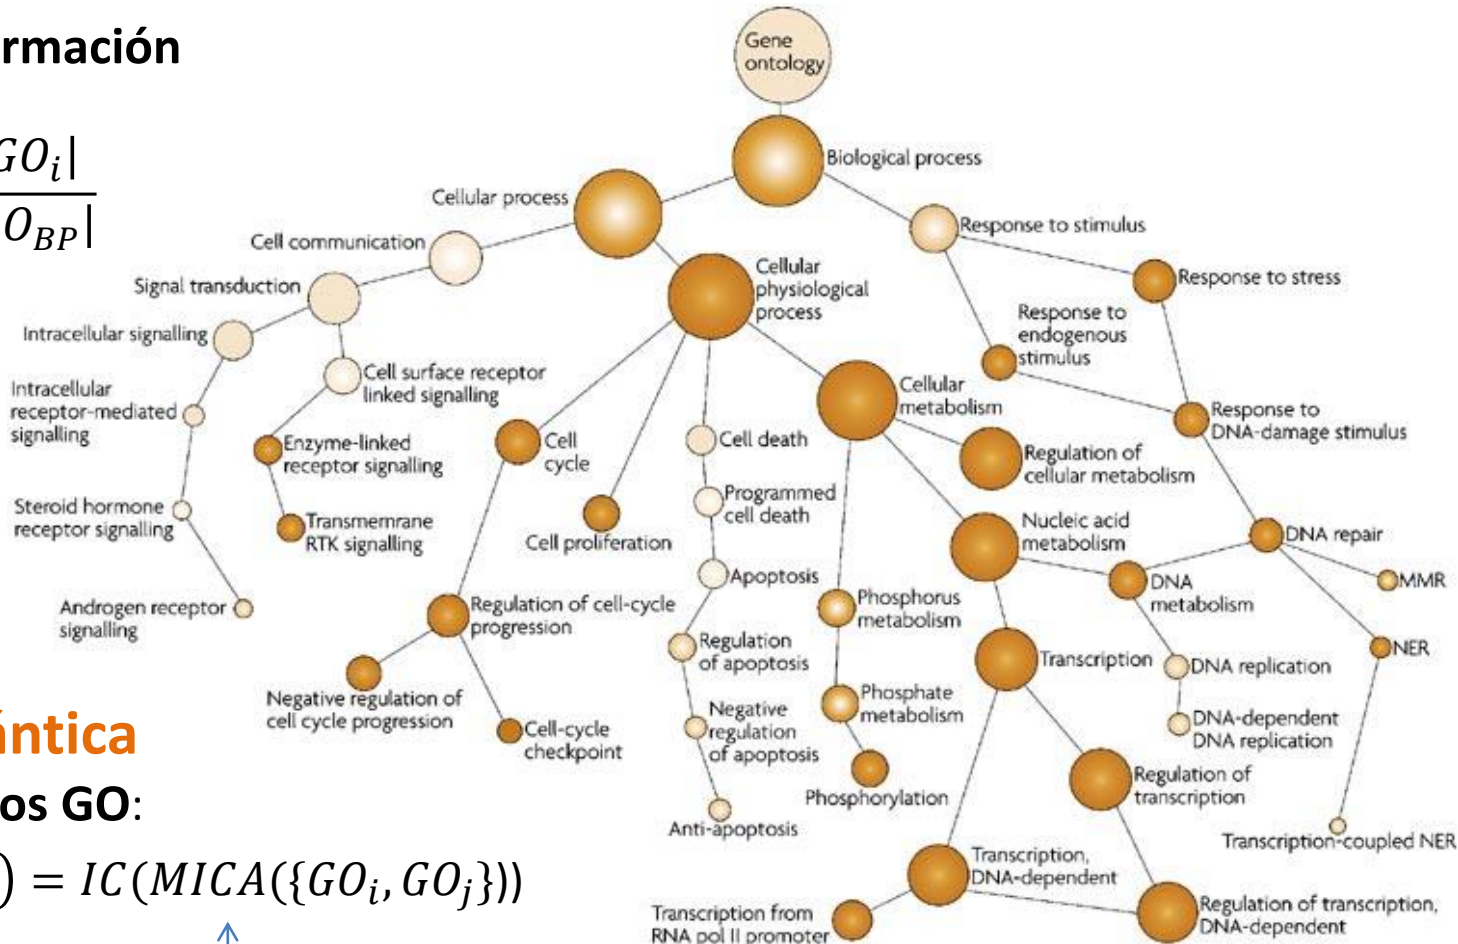 rmación
GO_i|
O_BP|
ántica
os GO:
) = IC(MICA({GO_i, GO_j}))
Gene
ontology
Biological process
Cellular process
Response to stimulus
Cell communication
Cellular
physiological
process
Response to stress
Signal transduction
Response to
endogenous
stimulus
Intracellular signalling
Cell surface receptor
linked signalling
Cellular
metabolism
Intracellular
receptor-mediated
signalling
Response to
DNA-damage stimulus
Enzyme-linked
receptor signalling
Cell
cycle
Cell death
Regulation of
cellular metabolism
Steroid hormone
receptor signalling
Transmemrane
RTK signalling
Cell proliferation
Programmed
cell death
Nucleic acid
metabolism
DNA repair
Apoptosis
DNA
metabolism
MMR
Androgen receptor
signalling
Regulation of cell-cycle
progression
Phosphorus
metabolism
Regulation
of apoptosis
Transcription
DNA replication
NER
Negative regulation of
cell cycle progression
Cell-cycle
checkpoint
Negative
regulation
of apoptosis
Phosphate
metabolism
DNA-dependent
DNA replication
Phosphorylation
Regulation of
transcription
Anti-apoptosis
Transcription-coupled NER
Transcription,
DNA-dependent
Transcription from
RNA pol II promoter
Regulation of transcription,
DNA-dependent